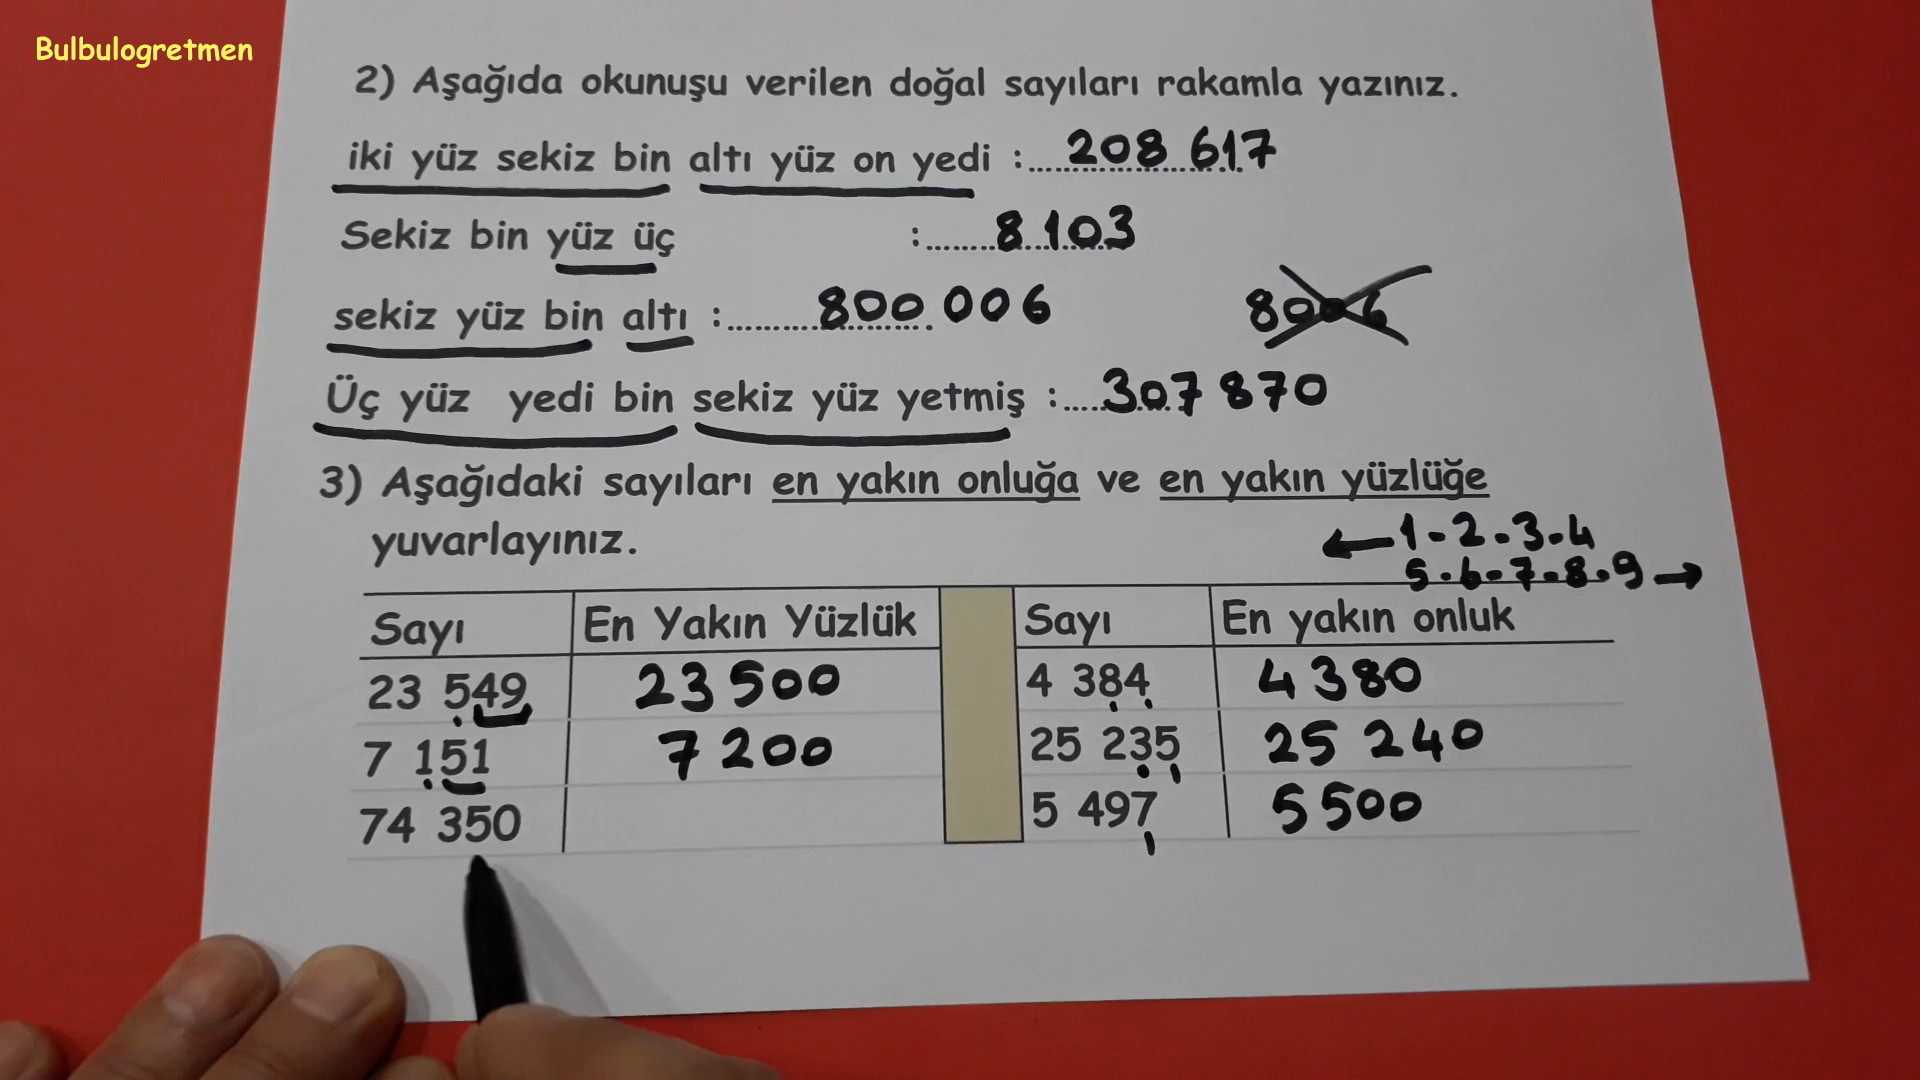 Bulbulogretmen
2) Aşağıda okunuşu verilen doğal sayıları rakamla yazınız.
iki yüz sekiz bin altı yüz on yedi :.... 208 617
Sekiz bin yüz üç :....... 8 103
sekiz yüz bin altı :......... 800 006 8006
Üç yüz yedi bin sekiz yüz yetmiş :.... 307 870
3) Aşağıdaki sayıları en yakın onluğa ve en yakın yüzlüğe
yuvarlayınız.
←1.2.3.4
5.6.7.8.9→
Sayı En Yakın Yüzlük Sayı En yakın onluk
23 549 23 500 4 384 4 380
7 151 7 200 25 235 25 240
74 350 5 497 5 500